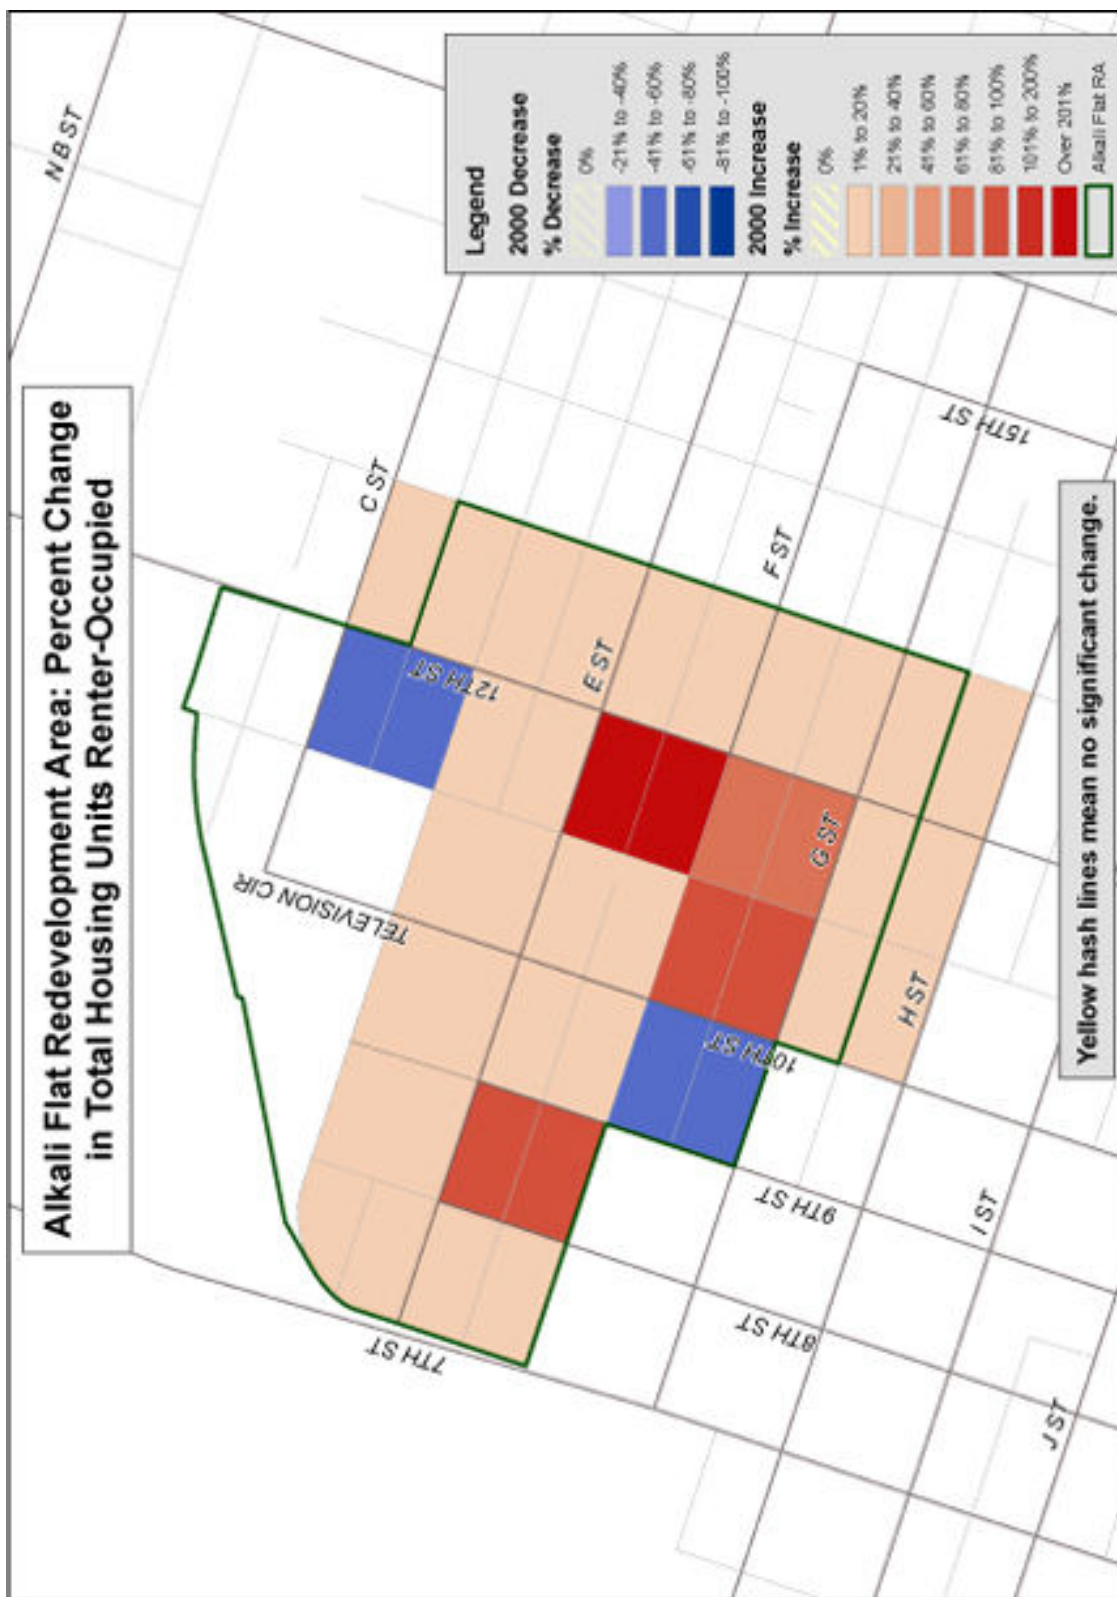 Alkali Flat Redevelopment Area: Percent Change
in Total Housing Units Renter-Occupied
N B ST
C ST
12TH ST
E ST
F ST
15TH ST
TELEVISION CIR
G ST
10TH ST
H ST
7TH ST
9TH ST
8TH ST
I ST
J ST
Legend
2000 Decrease
% Decrease
0%
-21% to -40%
-41% to -60%
-61% to -80%
-81% to -100%
2000 Increase
% Increase
0%
1% to 20%
21% to 40%
41% to 60%
61% to 80%
81% to 100%
101% to 200%
Over 201%
Alkali Flat RA
Yellow hash lines mean no significant change.